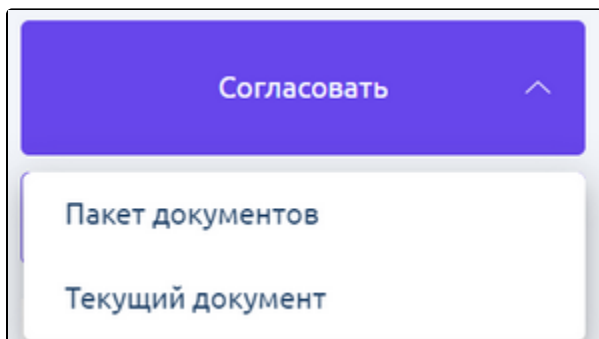 Согласовать
Пакет документов
Текущий документ